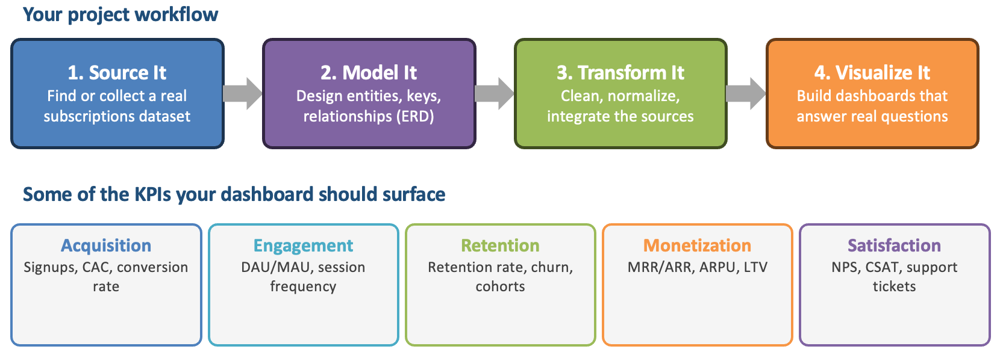 Your project workflow
1. Source It
Find or collect a real
subscriptions dataset
2. Model It
Design entities, keys,
relationships (ERD)
3. Transform It
Clean, normalize,
integrate the sources
4. Visualize It
Build dashboards that
answer real questions
Some of the KPIs your dashboard should surface
Acquisition
Signups, CAC, conversion
rate
Engagement
DAU/MAU, session
frequency
Retention
Retention rate, churn,
cohorts
Monetization
MRR/ARR, ARPU, LTV
Satisfaction
NPS, CSAT, support
tickets